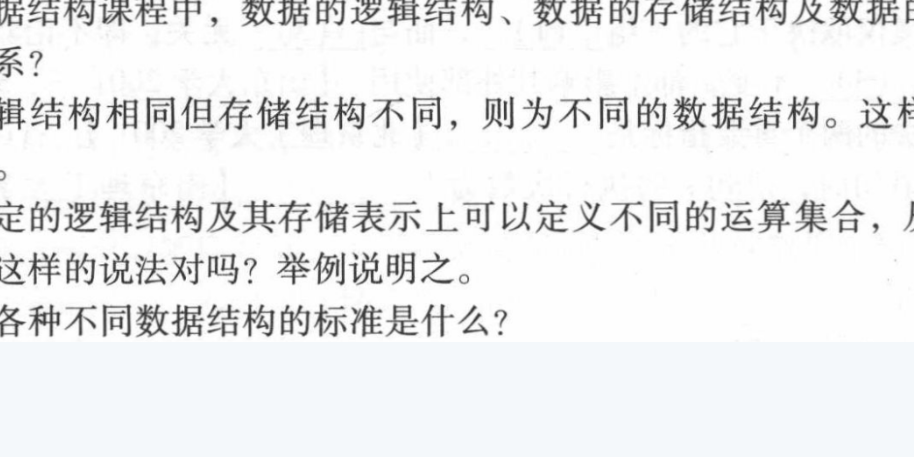 据结构课程中，数据的逻辑结构、数据的存储结构及数据的
系？
辑结构相同但存储结构不同，则为不同的数据结构。这样
。
定的逻辑结构及其存储表示上可以定义不同的运算集合，从
这样的说法对吗？举例说明之。
各种不同数据结构的标准是什么？